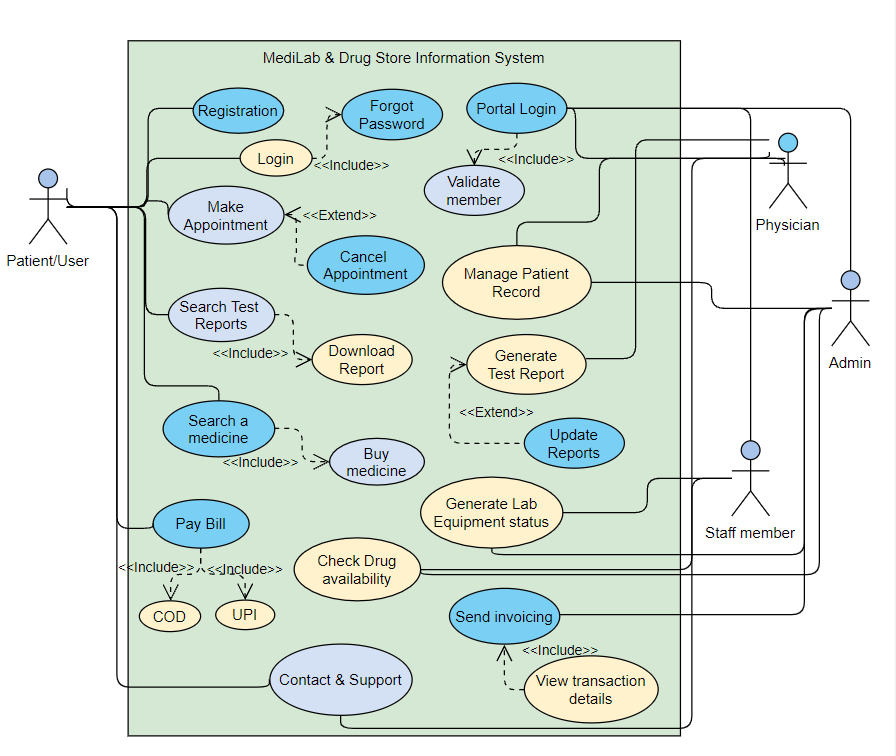 MediLab & Drug Store Information System
Registration
Forgot
Password
Portal Login
Login
<<Include>>
<<Include>>
Validate
member
Physician
Make
Appointment
<<Extend>>
Patient/User
Cancel
Appointment
Manage Patient
Record
Search Test
Reports
<<Include>>
Download
Report
Generate
Test Report
Admin
<<Extend>>
Search a
medicine
Update
Reports
<<Include>>
Buy
medicine
Generate Lab
Equipment status
Staff member
Pay Bill
<<Include>>
<<Include>>
Check Drug
availability
COD
UPI
Send invoicing
<<Include>>
Contact & Support
View transaction
details